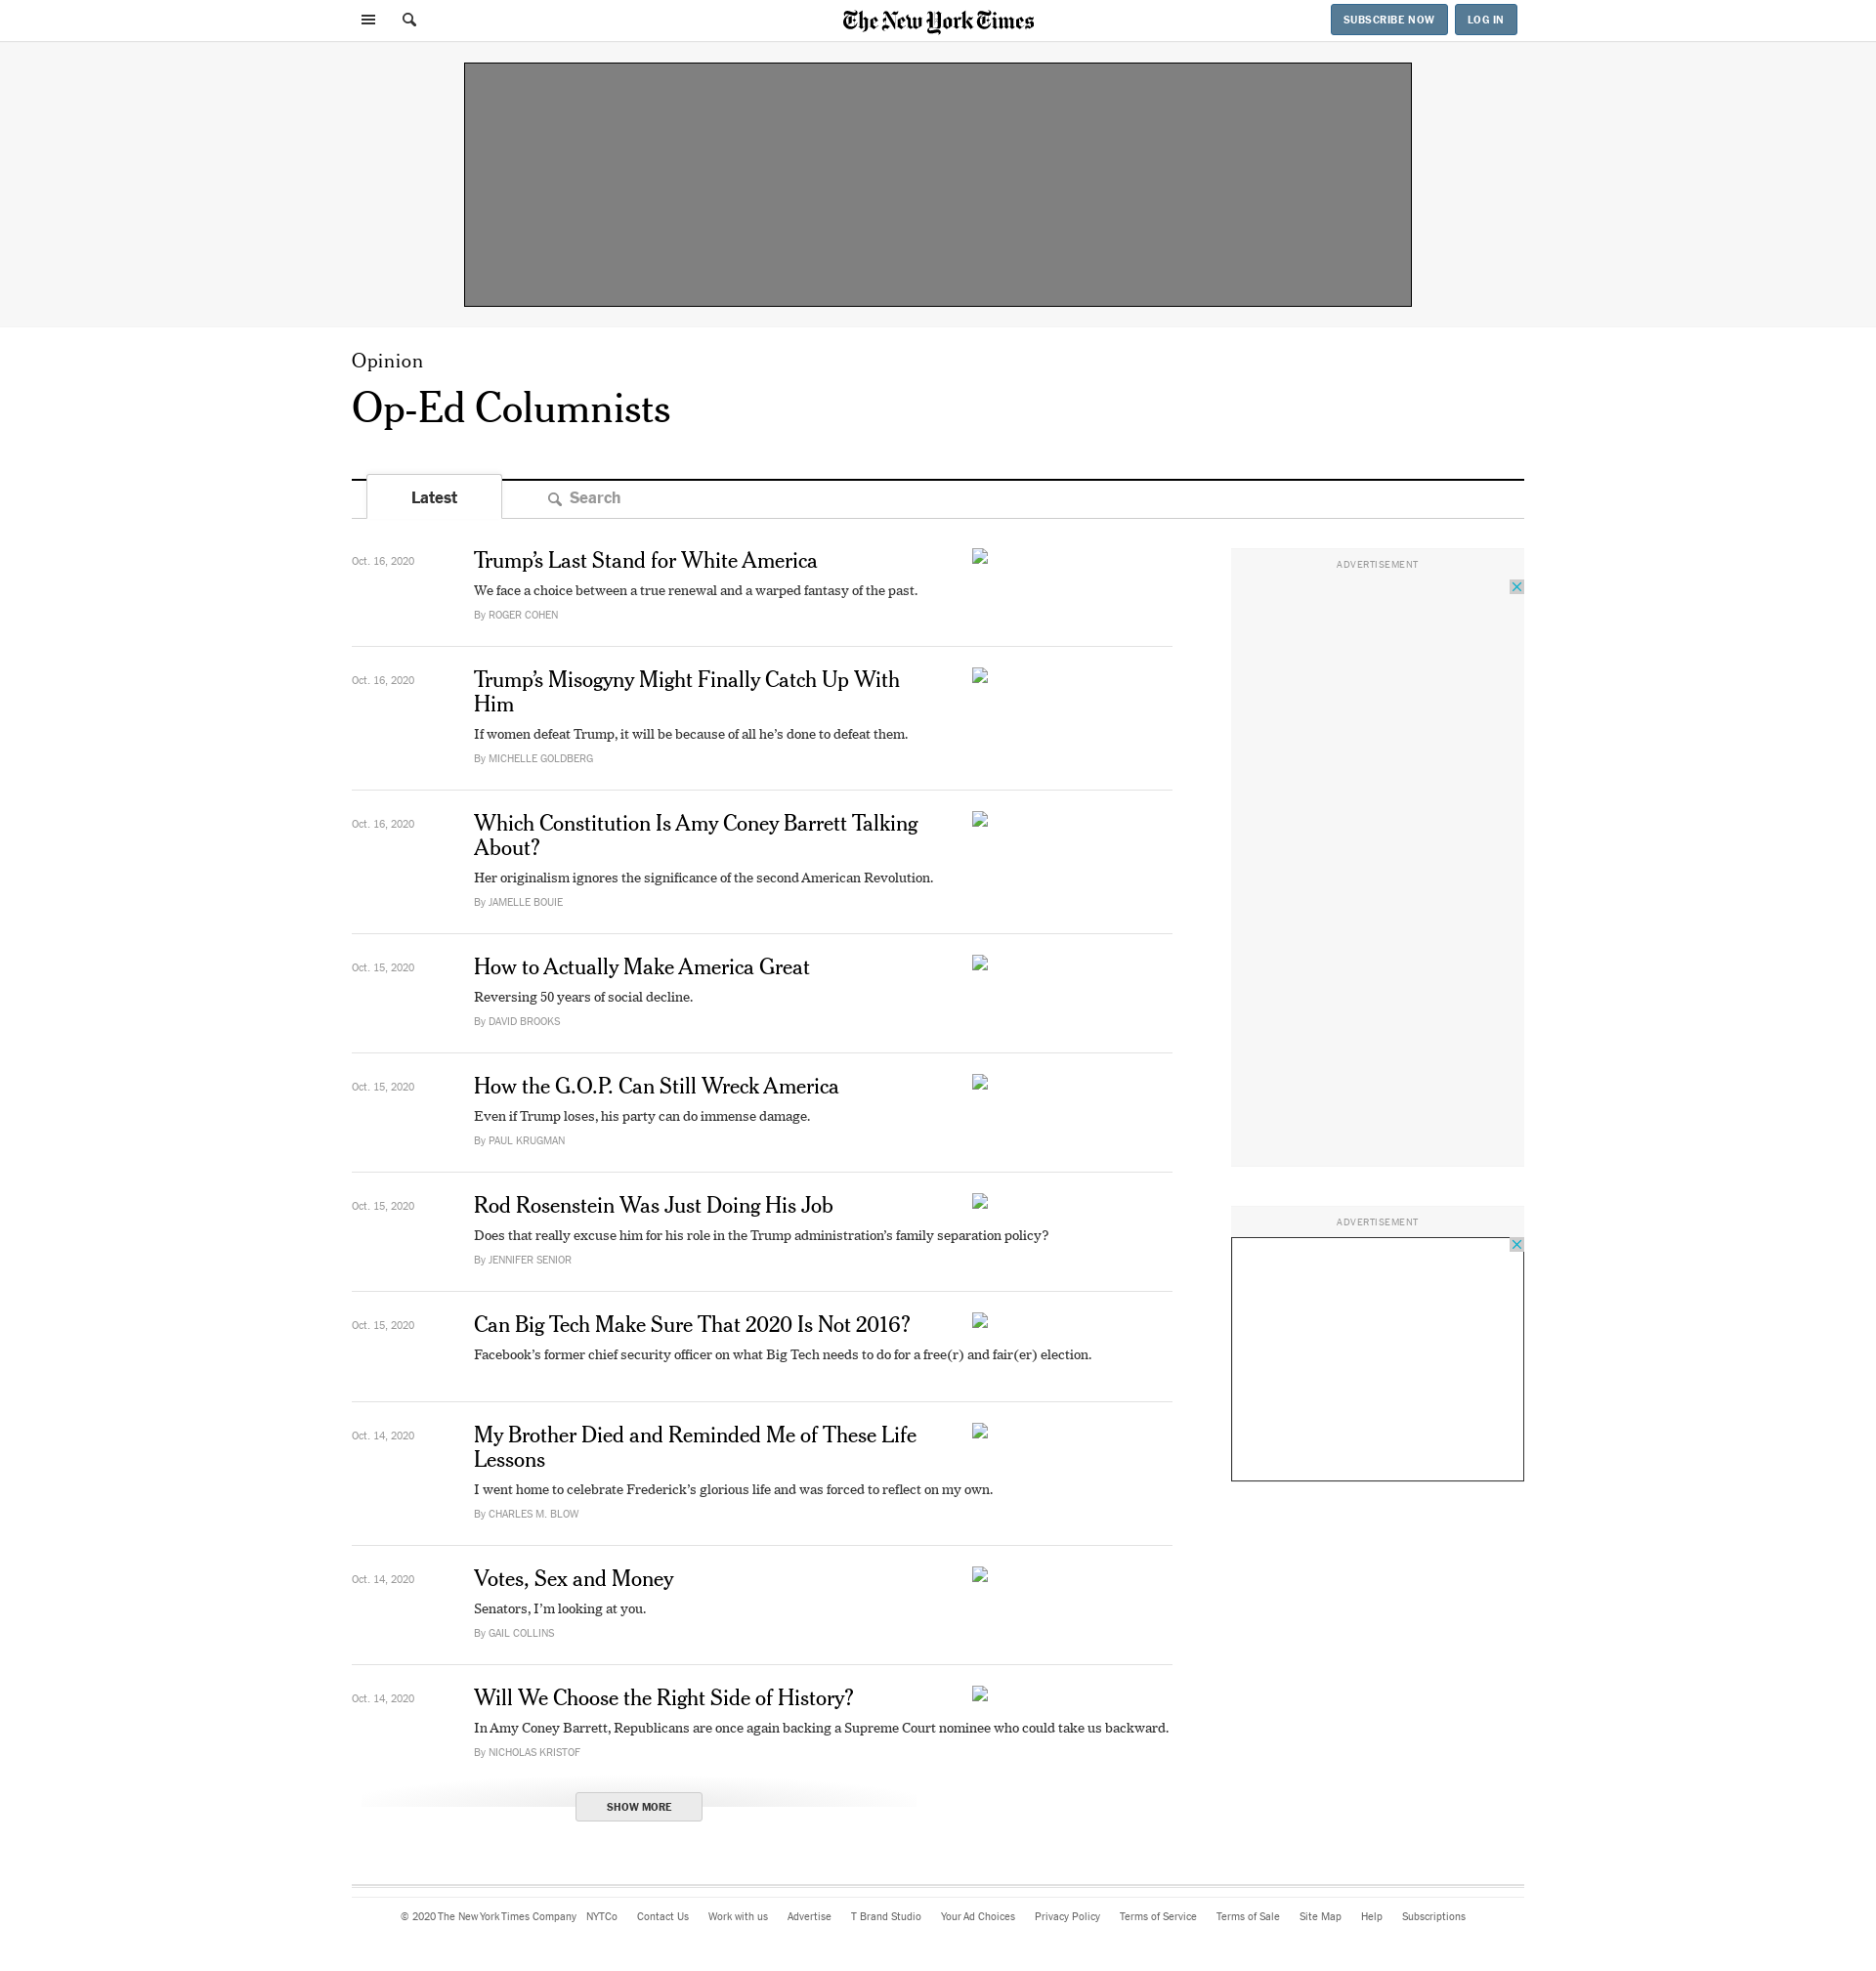 The New York Times
SUBSCRIBE NOW
LOG IN
Opinion
Op-Ed Columnists
Latest
Search
Oct. 16, 2020
Trump’s Last Stand for White America
We face a choice between a true renewal and a warped fantasy of the past.
By ROGER COHEN
Oct. 16, 2020
Trump’s Misogyny Might Finally Catch Up With
Him
If women defeat Trump, it will be because of all he’s done to defeat them.
By MICHELLE GOLDBERG
Oct. 16, 2020
Which Constitution Is Amy Coney Barrett Talking
About?
Her originalism ignores the significance of the second American Revolution.
By JAMELLE BOUIE
Oct. 15, 2020
How to Actually Make America Great
Reversing 50 years of social decline.
By DAVID BROOKS
Oct. 15, 2020
How the G.O.P. Can Still Wreck America
Even if Trump loses, his party can do immense damage.
By PAUL KRUGMAN
Oct. 15, 2020
Rod Rosenstein Was Just Doing His Job
Does that really excuse him for his role in the Trump administration’s family separation policy?
By JENNIFER SENIOR
Oct. 15, 2020
Can Big Tech Make Sure That 2020 Is Not 2016?
Facebook’s former chief security officer on what Big Tech needs to do for a free(r) and fair(er) election.
Oct. 14, 2020
My Brother Died and Reminded Me of These Life
Lessons
I went home to celebrate Frederick’s glorious life and was forced to reflect on my own.
By CHARLES M. BLOW
Oct. 14, 2020
Votes, Sex and Money
Senators, I’m looking at you.
By GAIL COLLINS
Oct. 14, 2020
Will We Choose the Right Side of History?
In Amy Coney Barrett, Republicans are once again backing a Supreme Court nominee who could take us backward.
By NICHOLAS KRISTOF
SHOW MORE
ADVERTISEMENT
ADVERTISEMENT
© 2020 The New York Times Company NYTCo Contact Us Work with us Advertise T Brand Studio Your Ad Choices Privacy Policy Terms of Service Terms of Sale Site Map Help Subscriptions